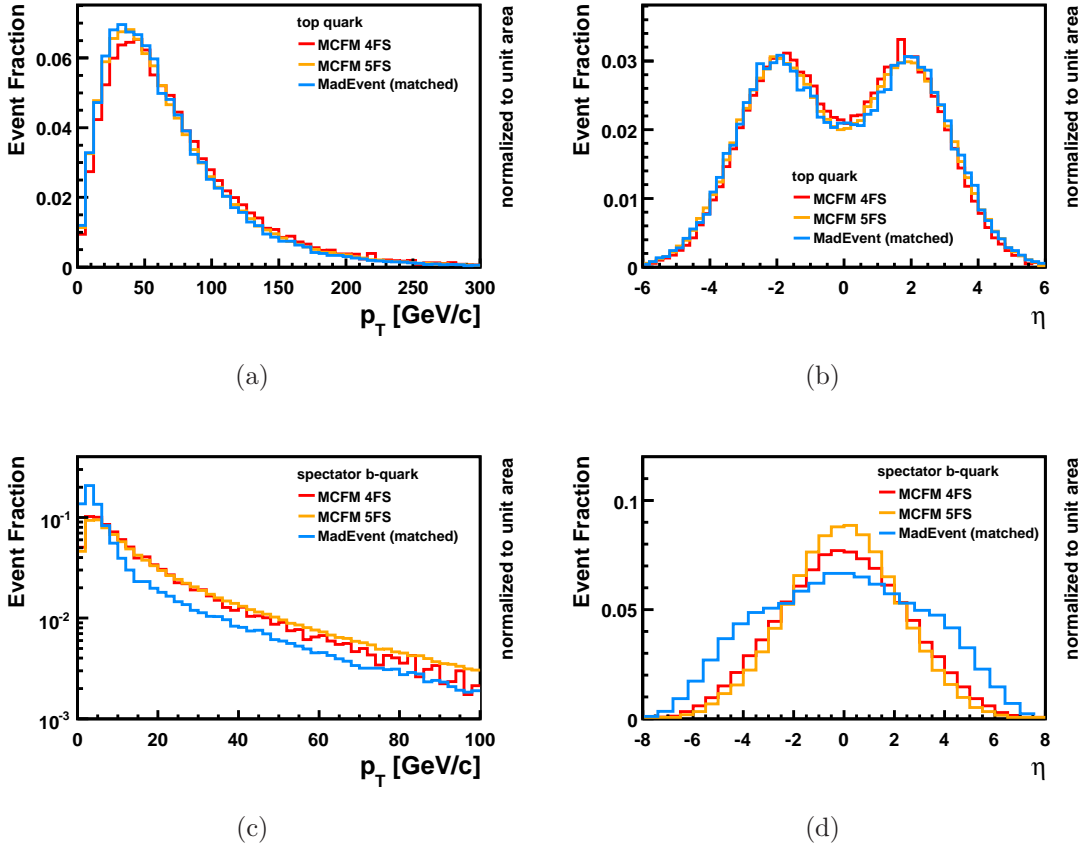 Event Fraction
0.06
0.04
0.02
0
0 50 100 150 200 250 300
p_T [GeV/c]
top quark
MCFM 4FS
MCFM 5FS
MadEvent (matched)
normalized to unit area
(a)
Event Fraction
0.03
0.02
0.01
0
-6 -4 -2 0 2 4 6
η
top quark
MCFM 4FS
MCFM 5FS
MadEvent (matched)
normalized to unit area
(b)
Event Fraction
10^-1
10^-2
10^-3
0 20 40 60 80 100
p_T [GeV/c]
spectator b-quark
MCFM 4FS
MCFM 5FS
MadEvent (matched)
normalized to unit area
(c)
Event Fraction
0.1
0.05
0
-8 -6 -4 -2 0 2 4 6 8
η
spectator b-quark
MCFM 4FS
MCFM 5FS
MadEvent (matched)
normalized to unit area
(d)